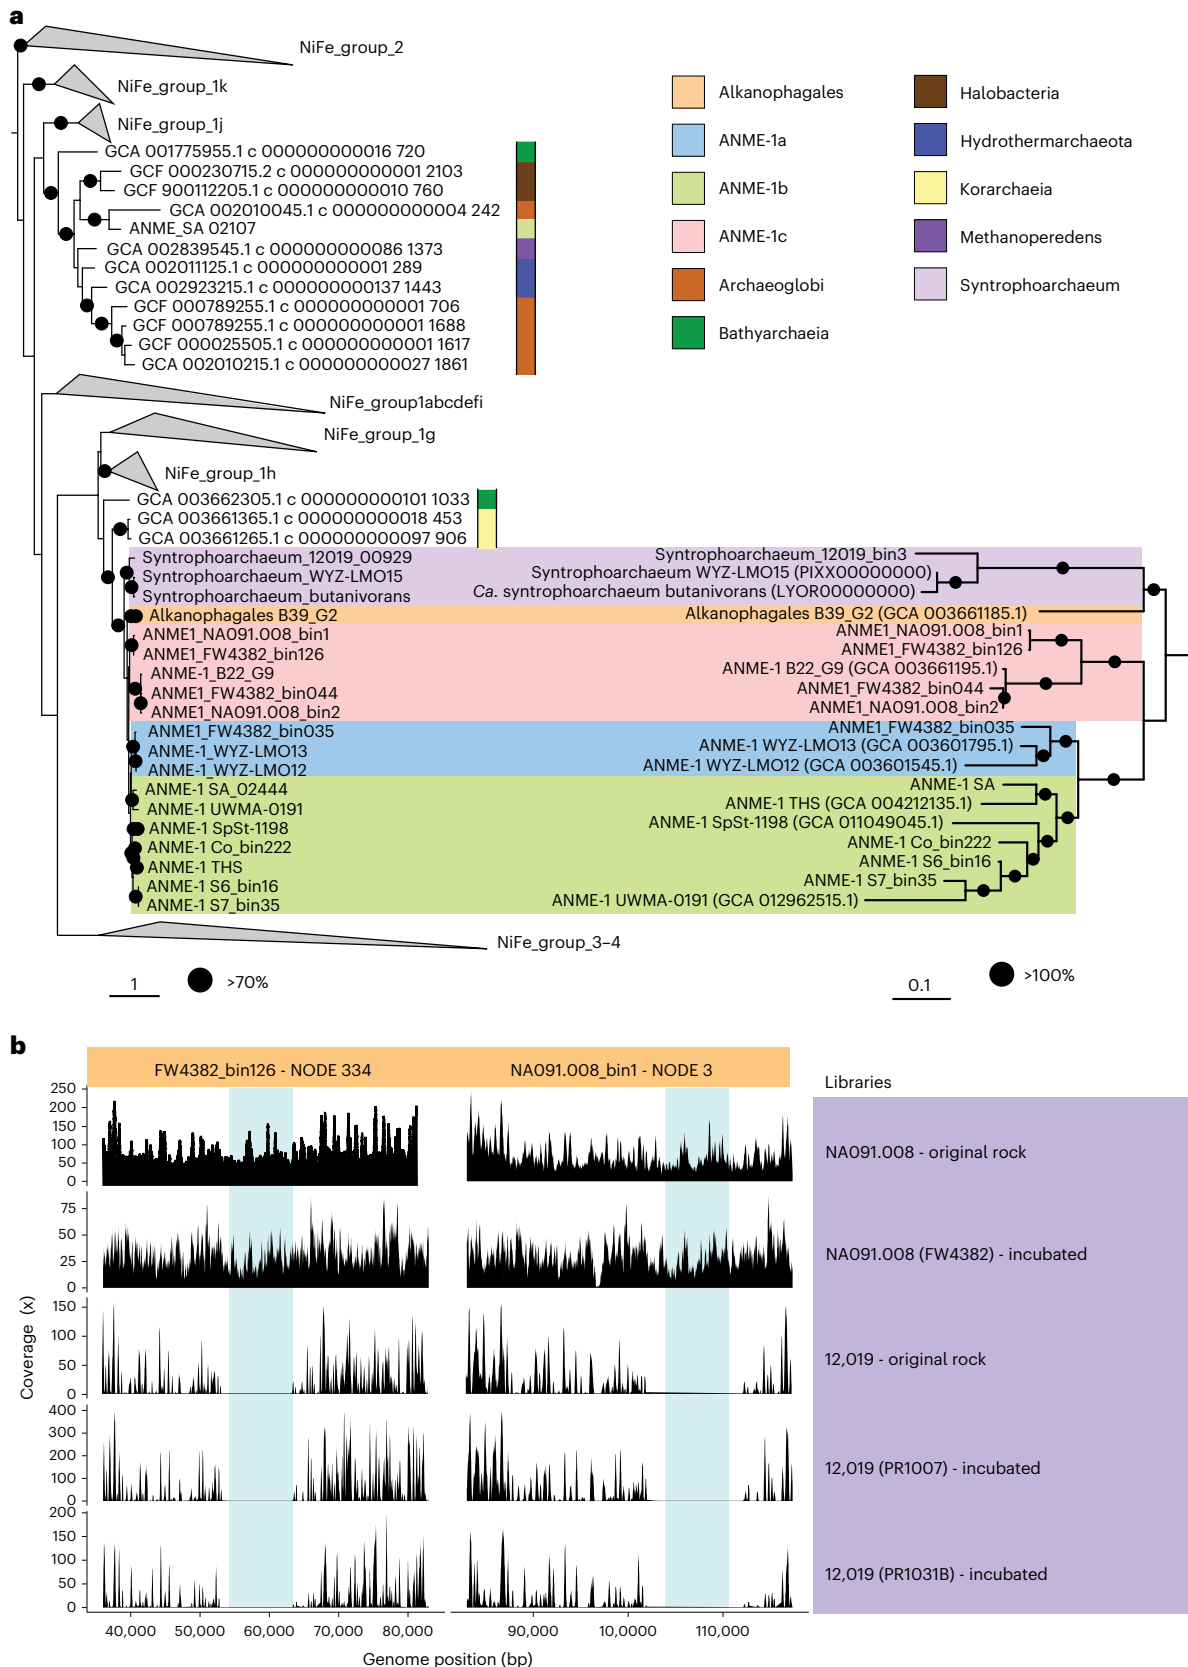 a
NiFe_group_2
NiFe_group_1k
NiFe_group_1j
GCA 001775955.1 c 000000000016 720
GCF 000230715.2 c 000000000001 2103
GCF 900112205.1 c 000000000010 760
GCA 002010045.1 c 000000000004 242
ANME_SA 02107
GCA 002839545.1 c 000000000086 1373
GCA 002011125.1 c 000000000001 289
GCA 002923215.1 c 000000000137 1443
GCF 000789255.1 c 000000000001 706
GCF 000789255.1 c 000000000001 1688
GCF 000025505.1 c 000000000001 1617
GCA 002010215.1 c 000000000027 1861
Alkanophagales
ANME-1a
ANME-1b
ANME-1c
Archaeoglobi
Bathyarchaeia
Halobacteria
Hydrothermarchaeota
Korarchaeia
Methanoperedens
Syntrophoarchaeum
NiFe_group1abcdefi
NiFe_group_1g
NiFe_group_1h
GCA 003662305.1 c 000000000101 1033
GCA 003661365.1 c 000000000018 453
GCA 003661265.1 c 000000000097 906
Syntrophoarchaeum_12019_00929
Syntrophoarchaeum_WYZ-LMO15
Syntrophoarchaeum_butanivorans
Alkanophagales B39_G2
ANME1_NA091.008_bin1
ANME1_FW4382_bin126
ANME-1_B22_G9
ANME1_FW4382_bin044
ANME1_NA091.008_bin2
ANME1_FW4382_bin035
ANME-1_WYZ-LMO13
ANME-1_WYZ-LMO12
ANME-1 SA_02444
ANME-1 UWMA-0191
ANME-1 SpSt-1198
ANME-1 Co_bin222
ANME-1 THS
ANME-1 S6_bin16
ANME-1 S7_bin35
NiFe_group_3–4
Syntrophoarchaeum_12019_bin3
Syntrophoarchaeum WYZ-LMO15 (PIXX00000000)
Ca. syntrophoarchaeum butanivorans (LYOR00000000)
Alkanophagales B39_G2 (GCA 003661185.1)
ANME1_NA091.008_bin1
ANME1_FW4382_bin126
ANME-1 B22_G9 (GCA 003661195.1)
ANME1_FW4382_bin044
ANME1_NA091.008_bin2
ANME1_FW4382_bin035
ANME-1 WYZ-LMO13 (GCA 003601795.1)
ANME-1 WYZ-LMO12 (GCA 003601545.1)
ANME-1 SA
ANME-1 THS (GCA 004212135.1)
ANME-1 SpSt-1198 (GCA 011049045.1)
ANME-1 Co_bin222
ANME-1 S6_bin16
ANME-1 S7_bin35
ANME-1 UWMA-0191 (GCA 012962515.1)
1
>70%
0.1
>100%
b
FW4382_bin126 - NODE 334
NA091.008_bin1 - NODE 3
Libraries
250
200
150
100
50
0
NA091.008 - original rock
75
50
25
0
NA091.008 (FW4382) - incubated
150
100
50
0
12,019 - original rock
400
300
200
100
0
12,019 (PR1007) - incubated
200
150
100
50
0
12,019 (PR1031B) - incubated
Coverage (x)
40,000 50,000 60,000 70,000 80,000 90,000 10,0000 110,000
Genome position (bp)